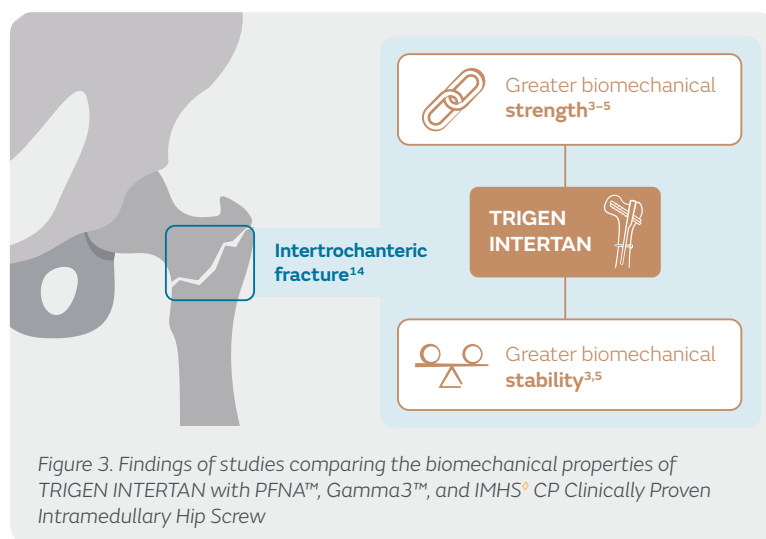 Greater biomechanical
strength³⁻⁵
TRIGEN
INTERTAN
Intertrochanteric
fracture¹⁴
Greater biomechanical
stability³,⁵
Figure 3. Findings of studies comparing the biomechanical properties of
TRIGEN INTERTAN with PFNA™, Gamma3™, and IMHS◊ CP Clinically Proven
Intramedullary Hip Screw